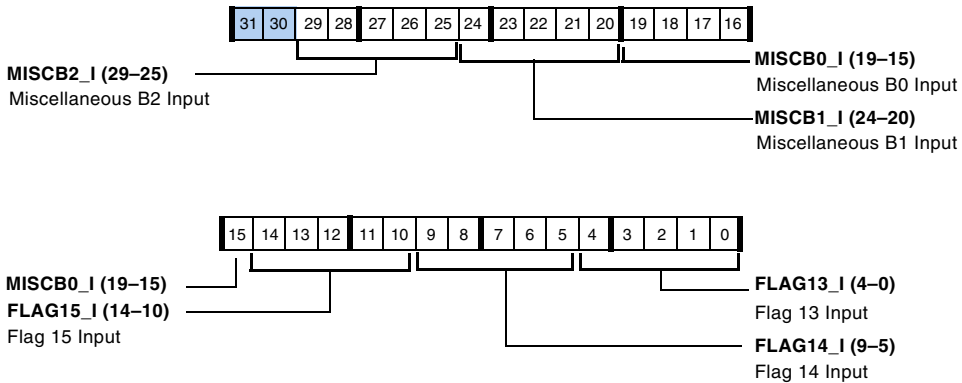 31 30 29 28 27 26 25 24 23 22 21 20 19 18 17 16
MISCB2_I (29–25)
Miscellaneous B2 Input
MISCB0_I (19–15)
Miscellaneous B0 Input
MISCB1_I (24–20)
Miscellaneous B1 Input
15 14 13 12 11 10 9 8 7 6 5 4 3 2 1 0
MISCB0_I (19–15)
FLAG15_I (14–10)
Flag 15 Input
FLAG13_I (4–0)
Flag 13 Input
FLAG14_I (9–5)
Flag 14 Input